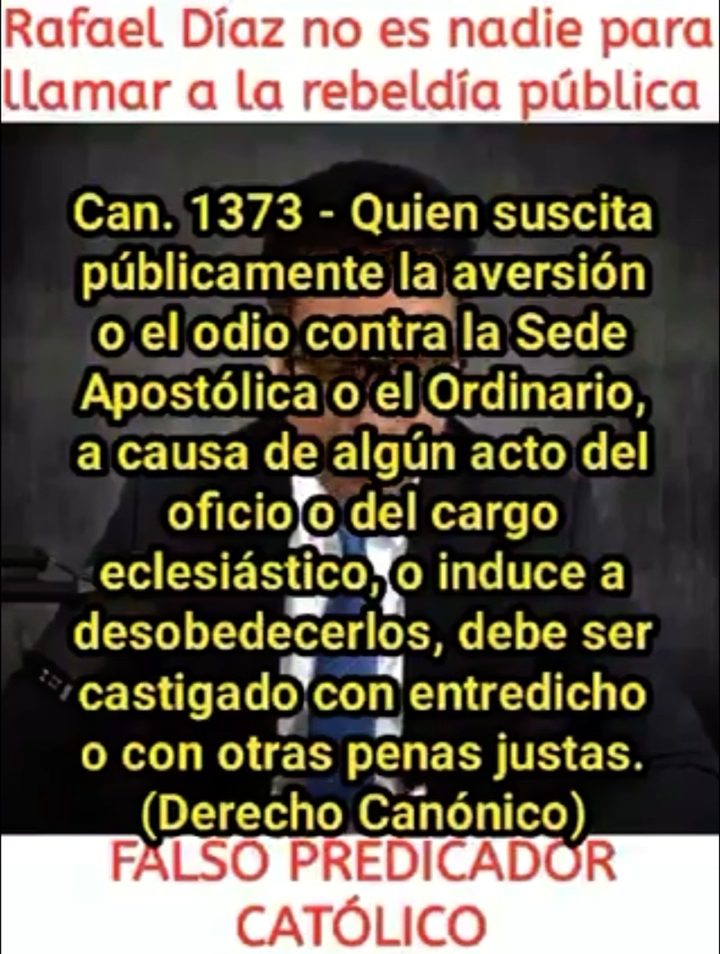 Rafael Díaz no es nadie para
llamar a la rebeldía pública
Can. 1373 - Quien suscita
públicamente la aversión
o el odio contra la Sede
Apostólica o el Ordinario,
a causa de algún acto del
oficio o del cargo
eclesiástico, o induce a
desobedecerlos, debe ser
castigado con entredicho
o con otras penas justas.
(Derecho Canónico)
FALSO PREDICADOR
CATÓLICO